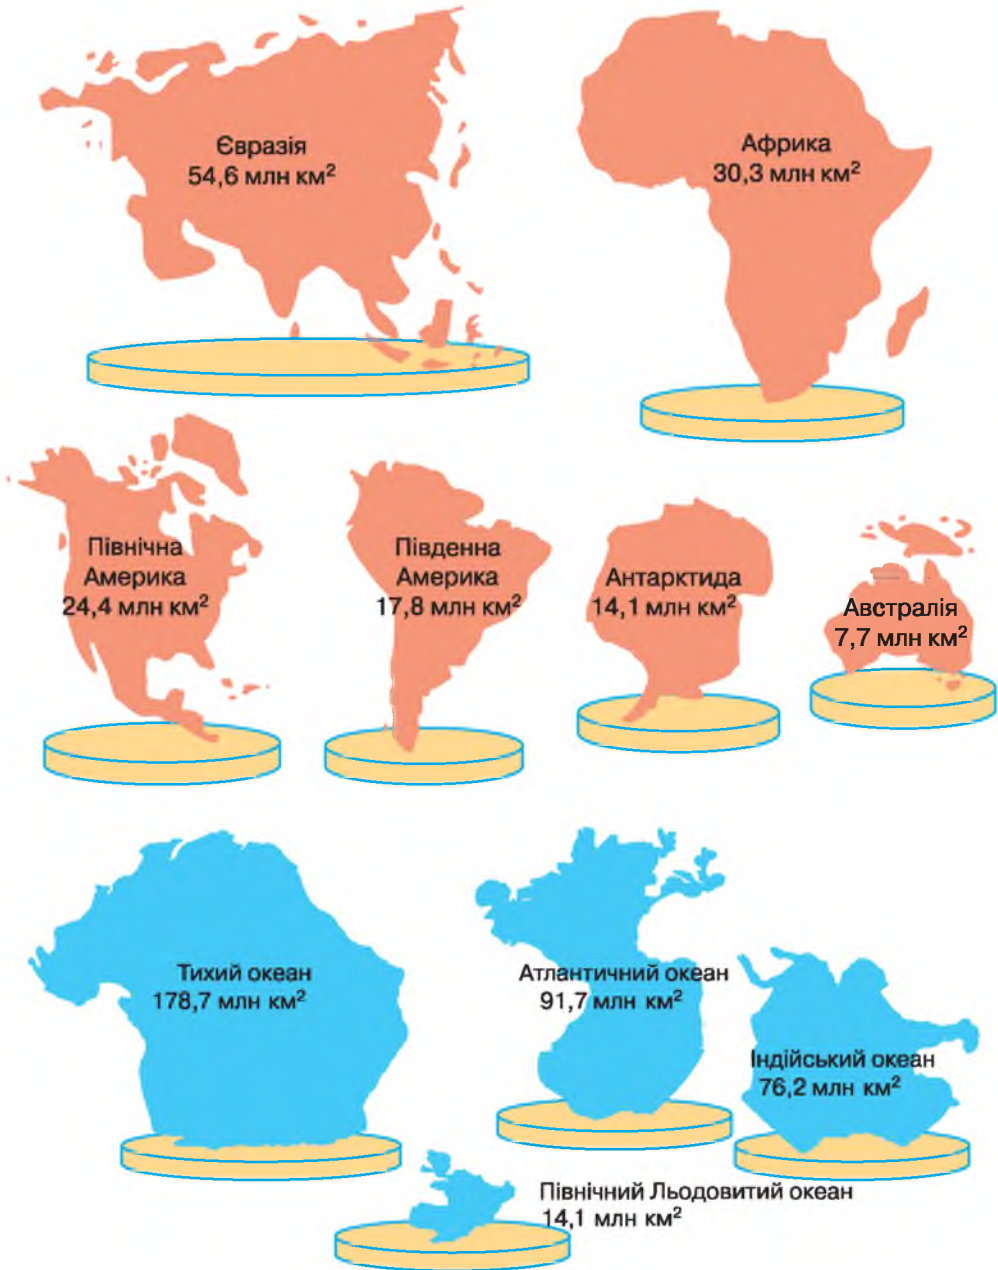 Євразія
54,6 млн км²
Африка
30,3 млн км²
Північна
Америка
24,4 млн км²
Південна
Америка
17,8 млн км²
Антарктида
14,1 млн км²
Австралія
7,7 млн км²
Тихий океан
178,7 млн км²
Атлантичний океан
91,7 млн км²
Індійський океан
76,2 млн км²
Північний Льодовитий океан
14,1 млн км²